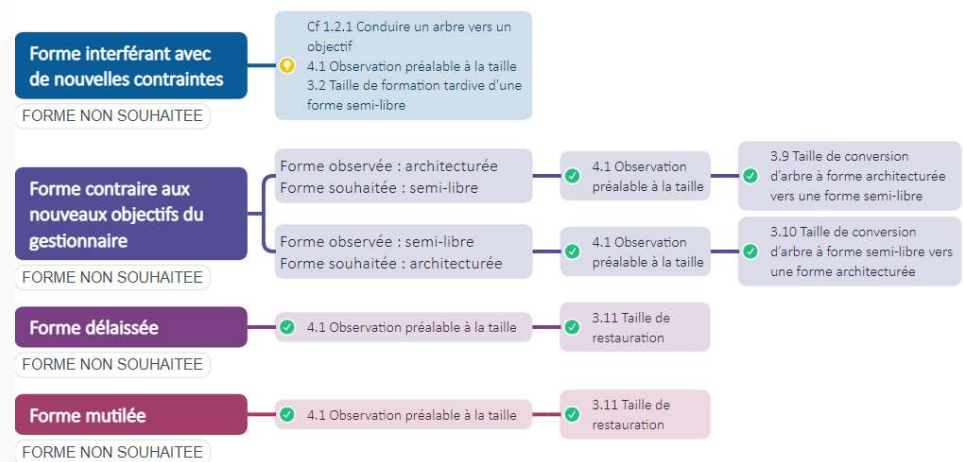 Forme interférant avec
de nouvelles contraintes
FORME NON SOUHAITEE
Cf 1.2.1 Conduire un arbre vers un
objectif
4.1 Observation préalable à la taille
3.2 Taille de formation tardive d'une
forme semi-libre
Forme contraire aux
nouveaux objectifs du
gestionnaire
FORME NON SOUHAITEE
Forme observée : architecturée
Forme souhaitée : semi-libre
4.1 Observation
préalable à la taille
3.9 Taille de conversion
d'arbre à forme architecturée
vers une forme semi-libre
Forme observée : semi-libre
Forme souhaitée : architecturée
4.1 Observation
préalable à la taille
3.10 Taille de conversion
d'arbre à forme semi-libre vers
une forme architecturée
Forme délaissée
FORME NON SOUHAITEE
4.1 Observation préalable à la taille
3.11 Taille de
restauration
Forme mutilée
FORME NON SOUHAITEE
4.1 Observation préalable à la taille
3.11 Taille de
restauration